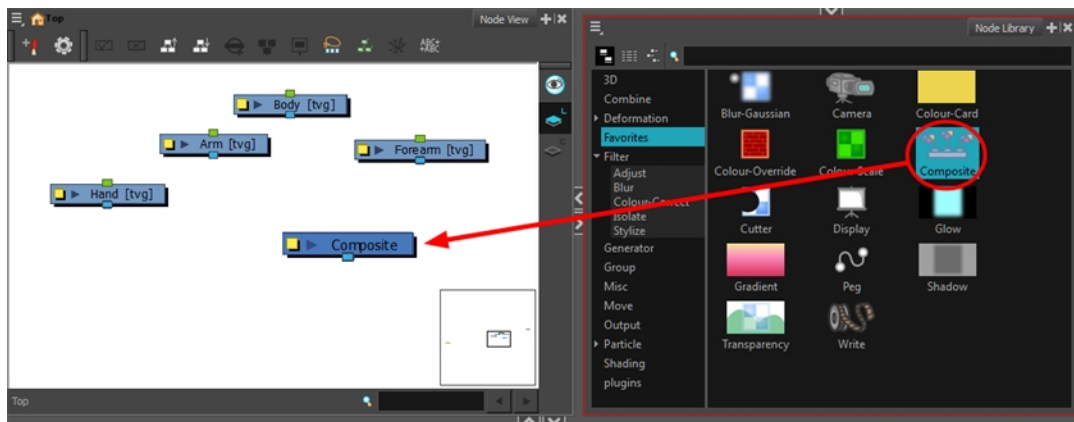 Top
Node View
ABC+
+ABC
Body [tvg]
Arm [tvg]
Forearm [tvg]
Hand [tvg]
Composite
L
C
Top
Node Library
3D
Combine
Deformation
Favorites
Filter
Adjust
Blur
Colour-Correct
Isolate
Stylize
Generator
Group
Misc
Move
Output
Particle
Shading
plugins
Blur-Gaussian
Camera
Colour-Card
Colour-Override
Colour-Scale
Composite
Cutter
Display
Glow
Gradient
Peg
Shadow
Transparency
Write